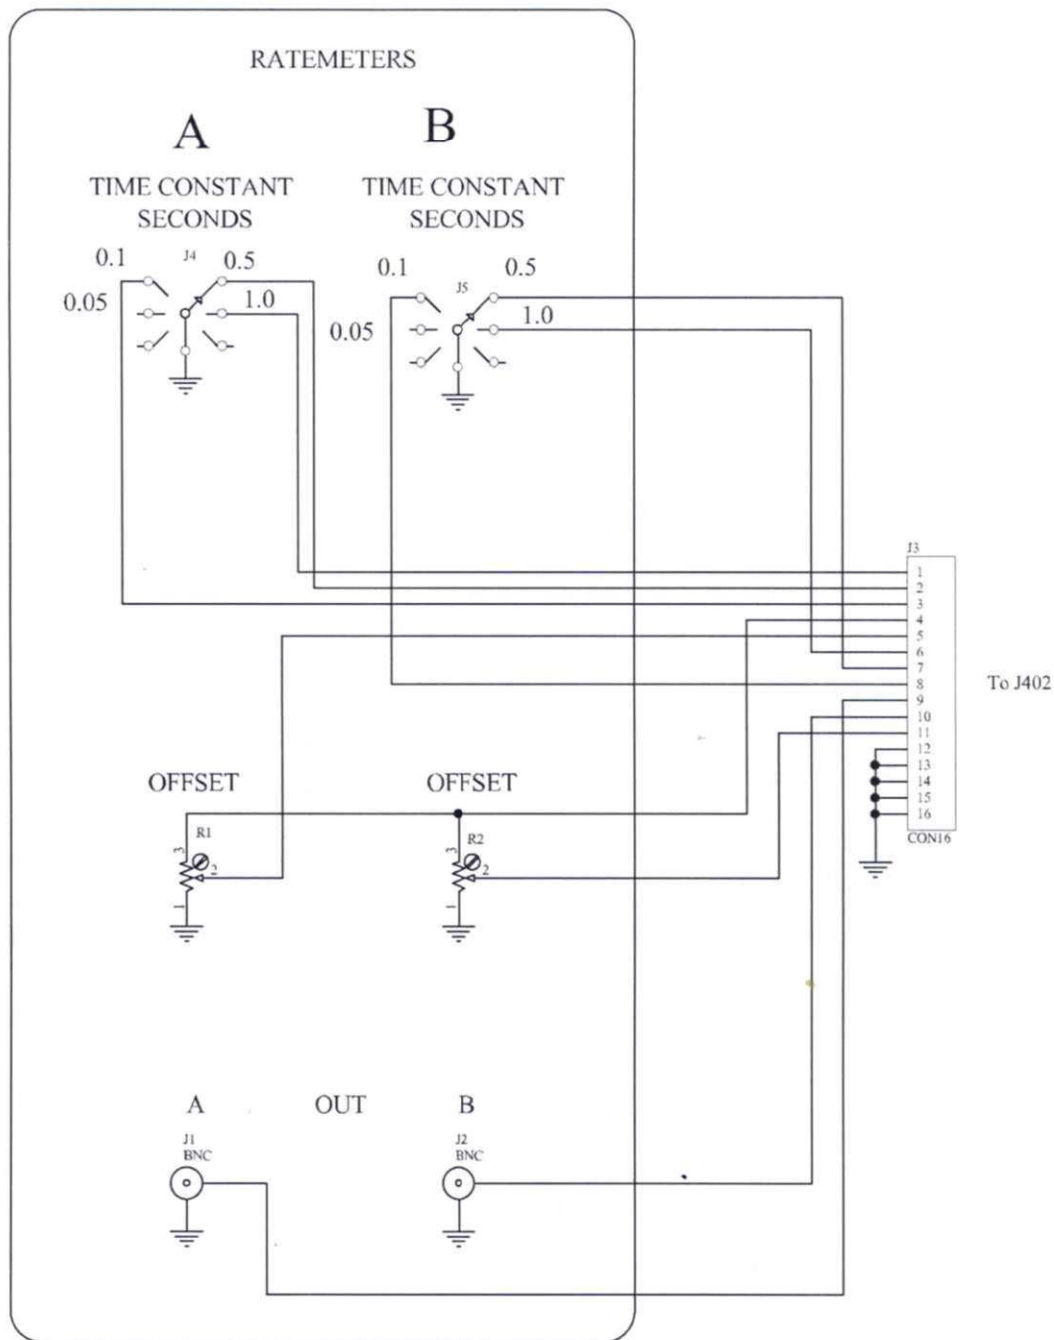 RATEMETERS
A B
TIME CONSTANT
SECONDS
TIME CONSTANT
SECONDS
0.1 J4 0.5
0.05 1.0
0.1 J5 0.5
0.05 1.0
J3
1
2
3
4
5
6
7
8
9
10
11
12
13
14
15
16
CON16
To J402
OFFSET OFFSET
R1
3
2
1
R2
3
2
1
A OUT B
J1
BNC
J2
BNC